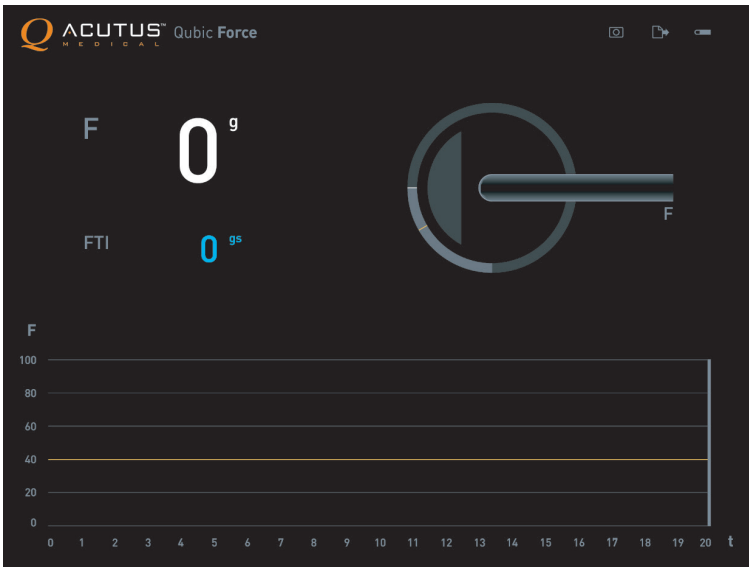 ACUTUS™ Qubic Force
MEDICAL
F 0 g
F
FTI 0 gs
F
100
80
60
40
20
0
0 1 2 3 4 5 6 7 8 9 10 11 12 13 14 15 16 17 18 19 20 t